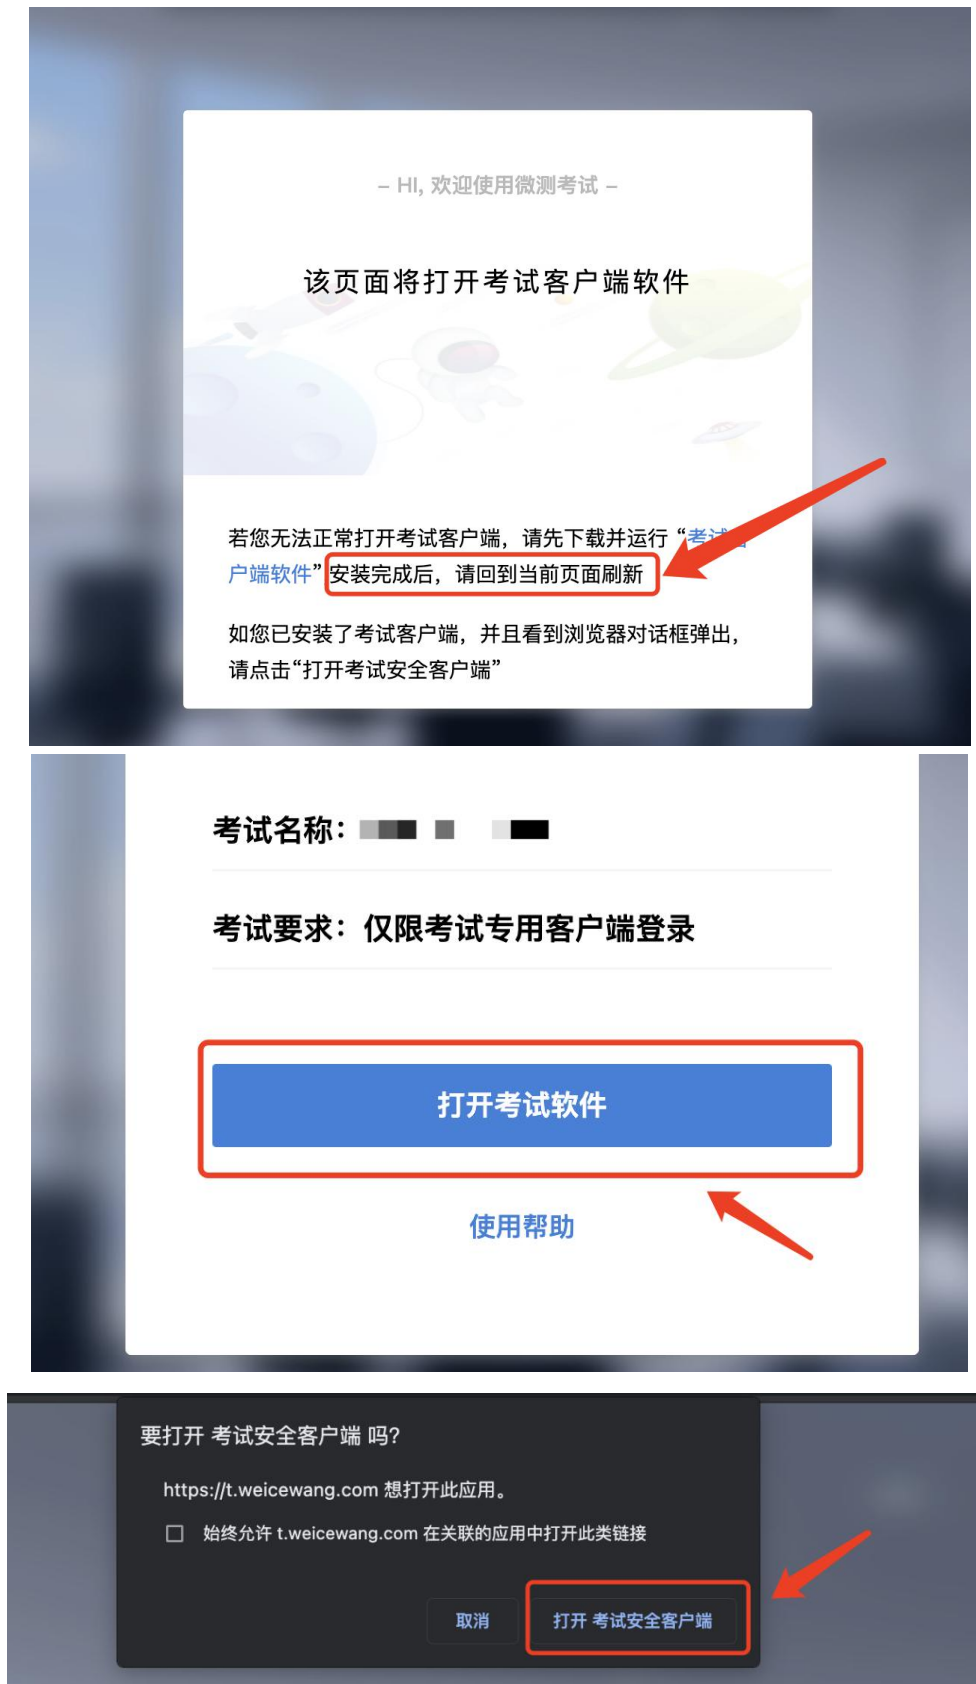 – HI, 欢迎使用微测考试 –
该页面将打开考试客户端软件
若您无法正常打开考试客户端，请先下载并运行 “考试客
户端软件” 安装完成后，请回到当前页面刷新
如您已安装了考试客户端，并且看到浏览器对话框弹出，
请点击“打开考试安全客户端”
考试名称：
考试要求：仅限考试专用客户端登录
打开考试软件
使用帮助
要打开 考试安全客户端 吗?
https://t.weicewang.com 想打开此应用。
始终允许 t.weicewang.com 在关联的应用中打开此类链接
取消 打开 考试安全客户端